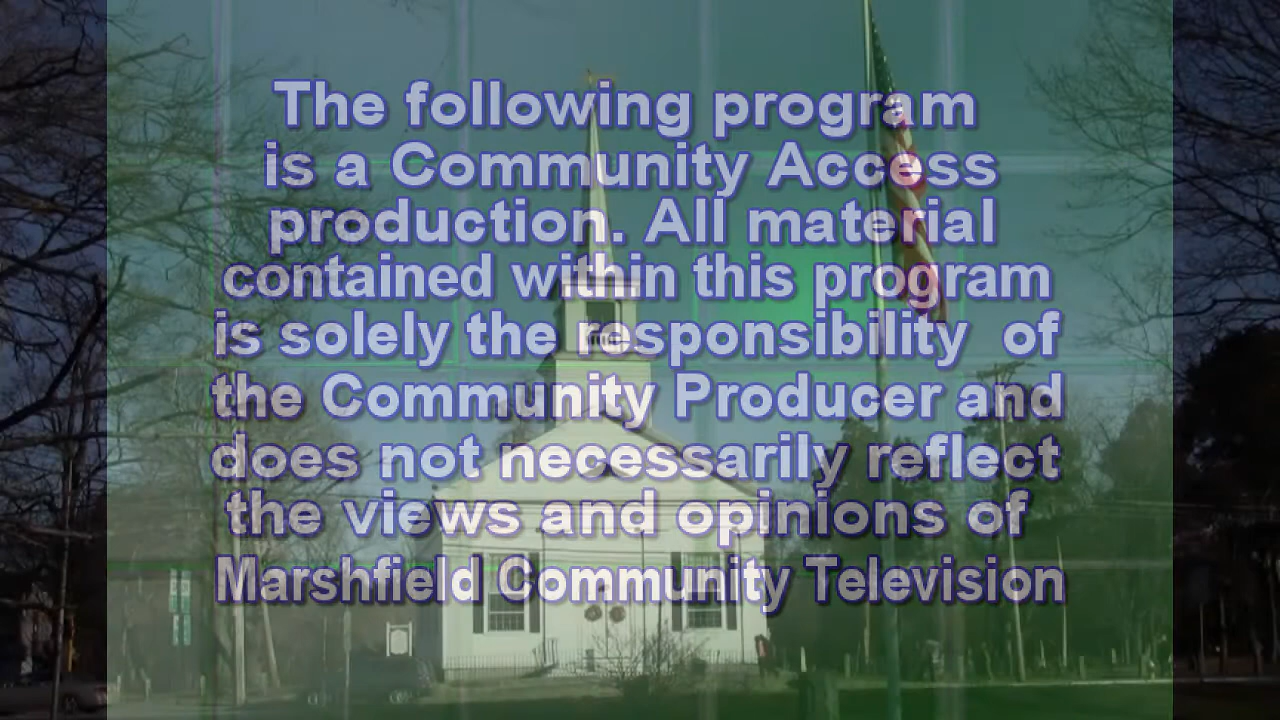 The following program
is a Community Access
production. All material
contained within this program
is solely the responsibility of
the Community Producer and
does not necessarily reflect
the views and opinions of
Marshfield Community Television